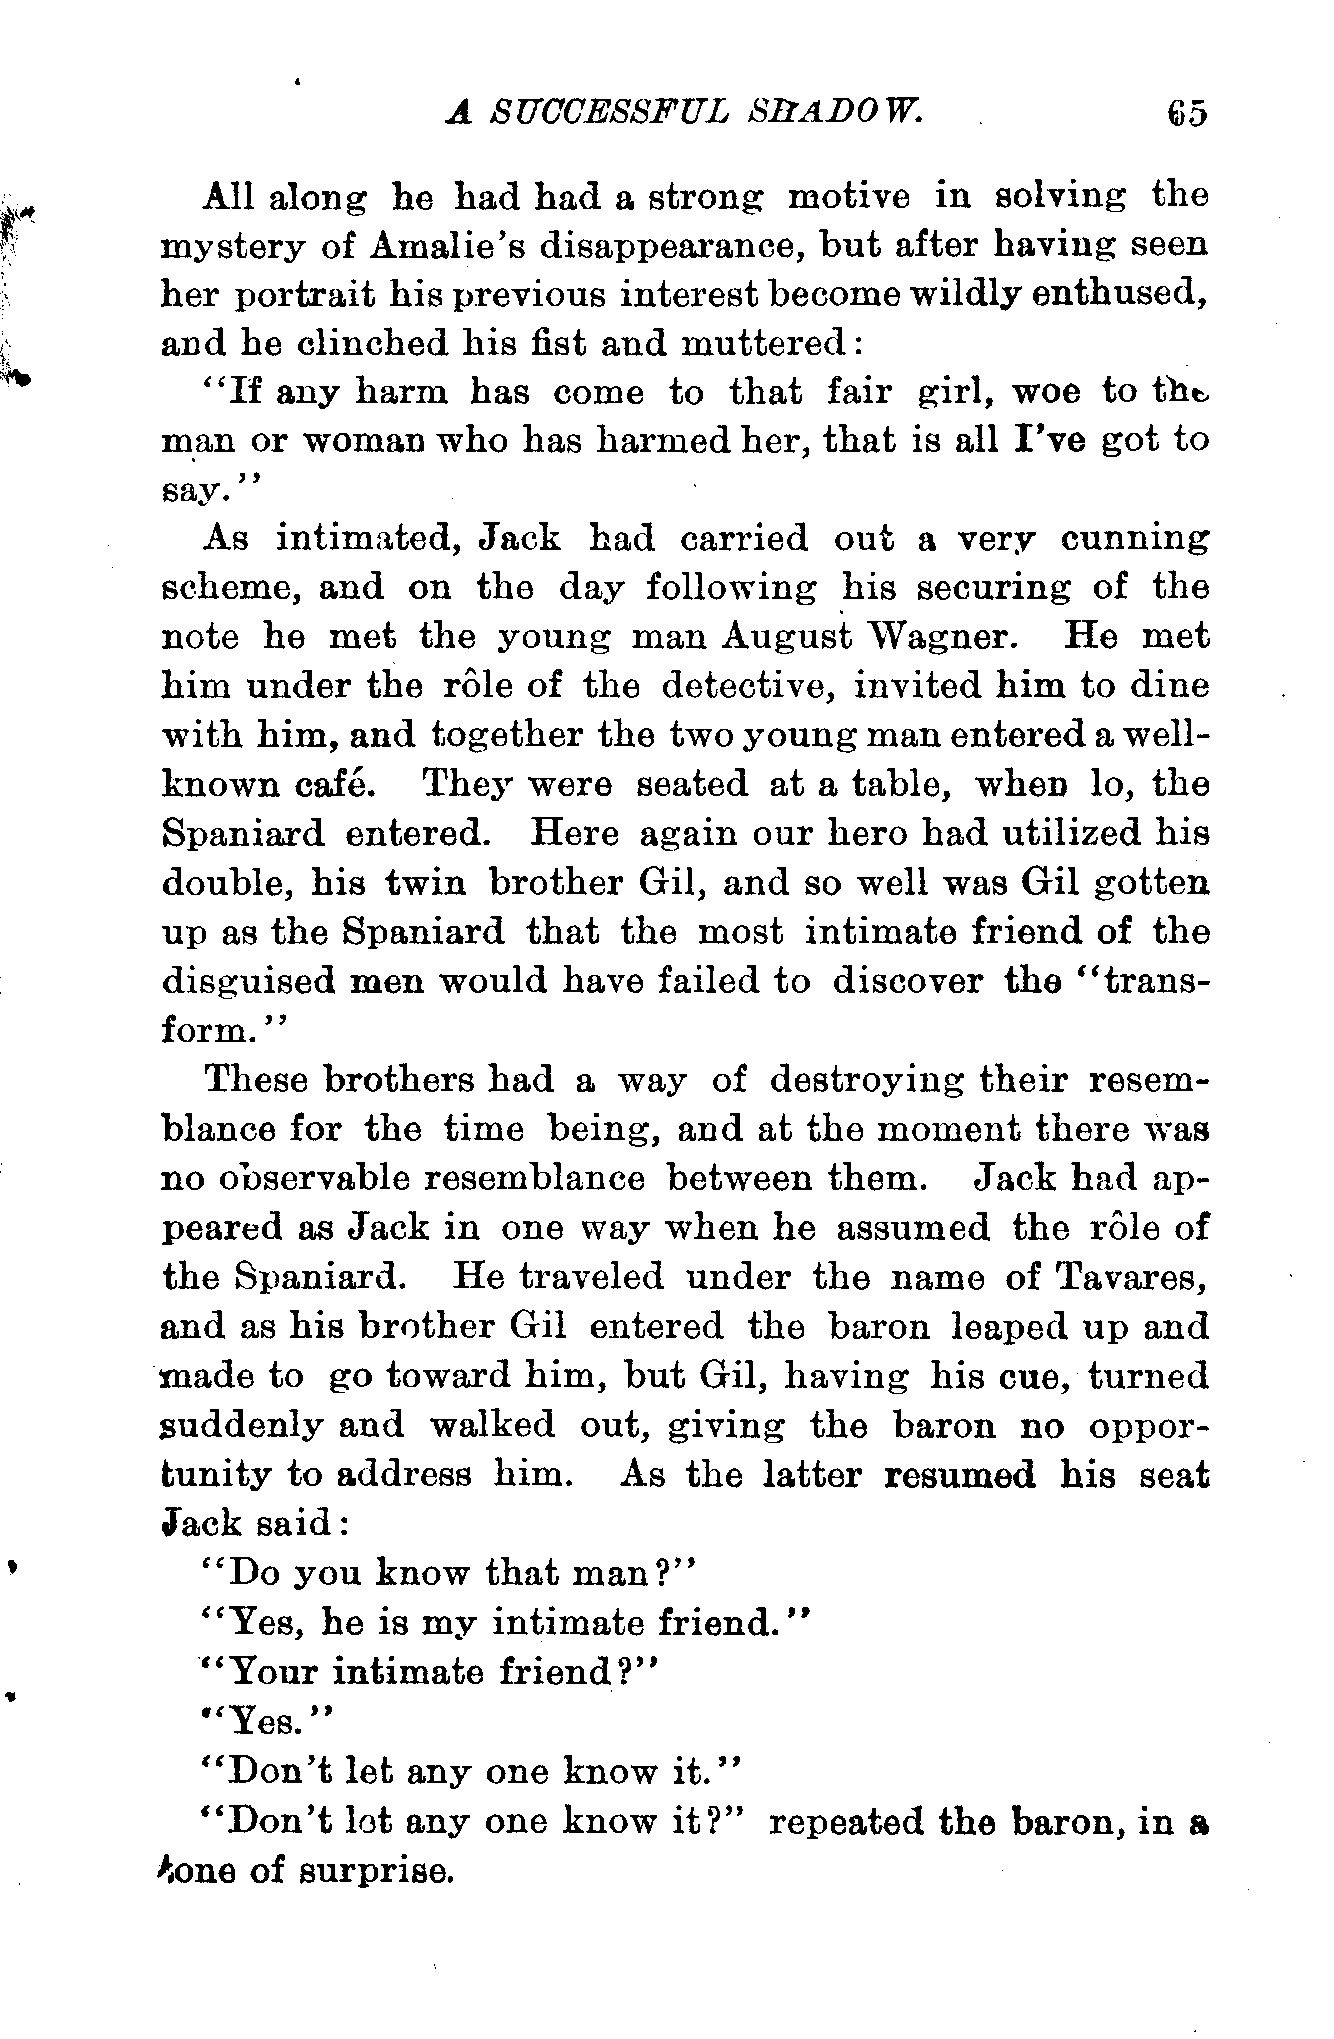 A SUCCESSFUL SHADOW. 65
All along he had had a strong motive in solving the
mystery of Amalie's disappearance, but after having seen
her portrait his previous interest become wildly enthused,
and he clinched his fist and muttered:
"If any harm has come to that fair girl, woe to the
man or woman who has harmed her, that is all I've got to
say."
As intimated, Jack had carried out a very cunning
scheme, and on the day following his securing of the
note he met the young man August Wagner. He met
him under the rôle of the detective, invited him to dine
with him, and together the two young man entered a well-
known café. They were seated at a table, when lo, the
Spaniard entered. Here again our hero had utilized his
double, his twin brother Gil, and so well was Gil gotten
up as the Spaniard that the most intimate friend of the
disguised men would have failed to discover the "trans-
form."
These brothers had a way of destroying their resem-
blance for the time being, and at the moment there was
no observable resemblance between them. Jack had ap-
peared as Jack in one way when he assumed the rôle of
the Spaniard. He traveled under the name of Tavares,
and as his brother Gil entered the baron leaped up and
made to go toward him, but Gil, having his cue, turned
suddenly and walked out, giving the baron no oppor-
tunity to address him. As the latter resumed his seat
Jack said:
"Do you know that man?"
"Yes, he is my intimate friend."
"Your intimate friend?"
"Yes."
"Don't let any one know it."
"Don't let any one know it?" repeated the baron, in a
tone of surprise.